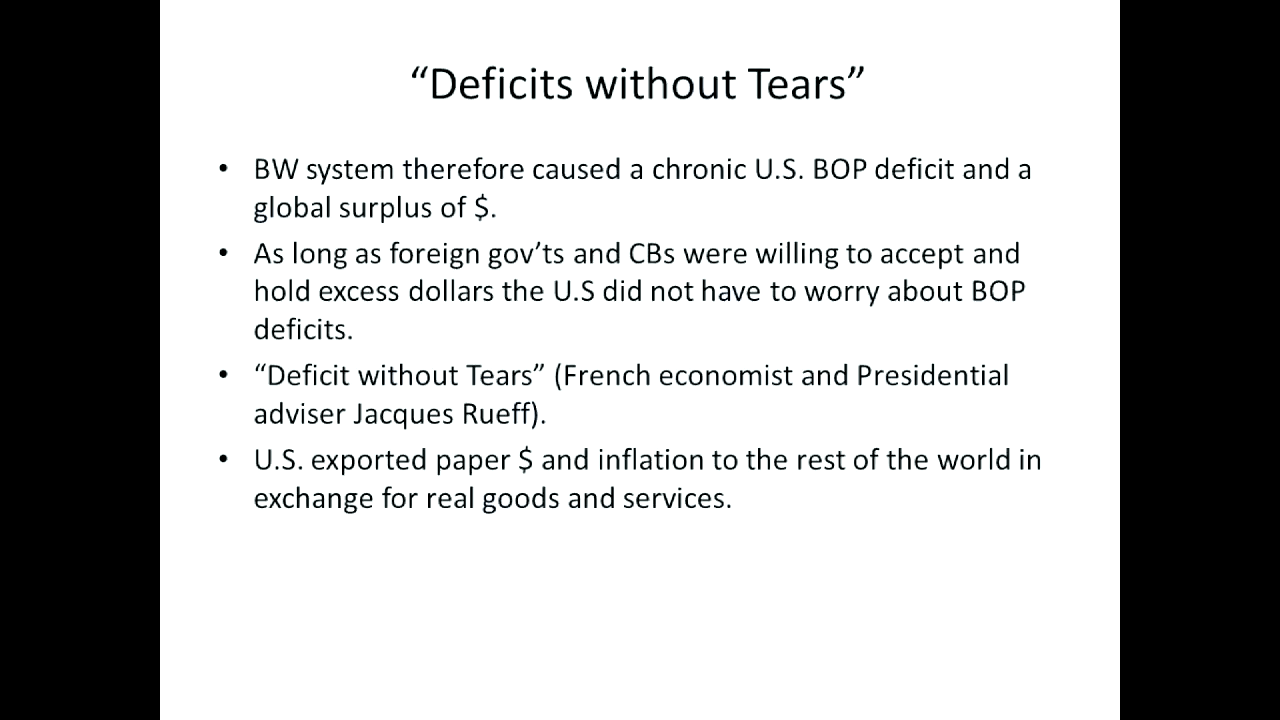 “Deficits without Tears”
• BW system therefore caused a chronic U.S. BOP deficit and a
global surplus of $.
• As long as foreign gov’ts and CBs were willing to accept and
hold excess dollars the U.S did not have to worry about BOP
deficits.
• “Deficit without Tears” (French economist and Presidential
adviser Jacques Rueff).
• U.S. exported paper $ and inflation to the rest of the world in
exchange for real goods and services.